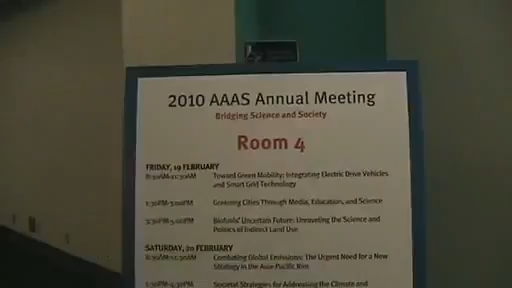 2010 AAAS Annual Meeting
Bridging Science and Society
Room 4
FRIDAY, 19 FEBRUARY
8:30AM-11:30AM Toward Green Mobility: Integrating Electric Drive Vehicles
and Smart Grid Technology
1:30PM-3:00PM Greening Cities Through Media, Education, and Science
3:30PM-5:00PM Biofuels' Uncertain Future: Unraveling the Science and
Politics of Indirect Land Use
SATURDAY, 20 FEBRUARY
8:30AM-11:30AM Combating Global Emissions: The Urgent Need for a New
Strategy in the Asia-Pacific Rim
1:30PM-4:30PM Societal Strategies for Addressing the Climate and